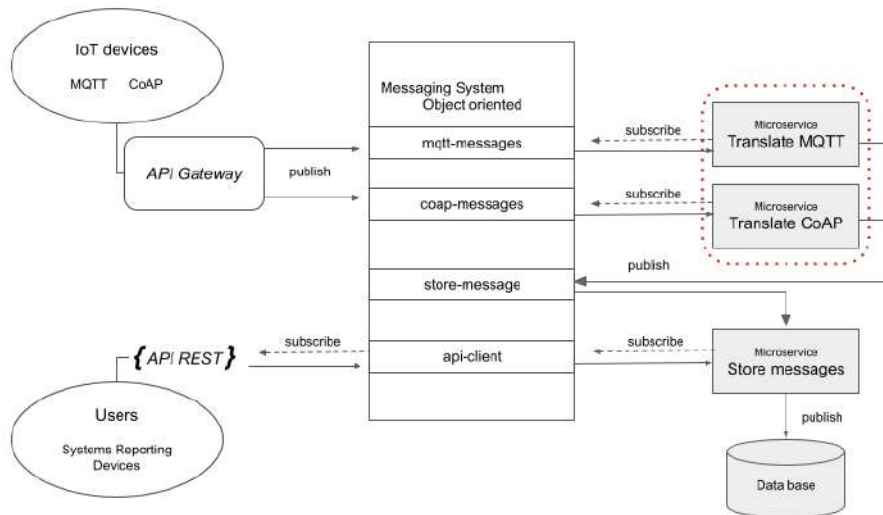 IoT devices
MQTT CoAP
API Gateway
publish
Messaging System
Object oriented
mqtt-messages
coap-messages
store-message
api-client
subscribe
subscribe
publish
subscribe
subscribe
Microservice
Translate MQTT
Microservice
Translate CoAP
Microservice
Store messages
publish
Data base
{ API REST }
Users
Systems Reporting
Devices